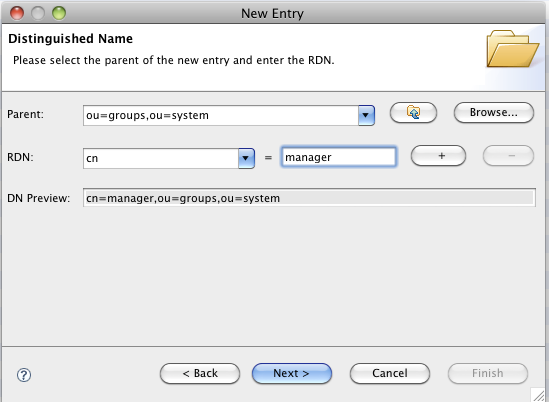 New Entry
Distinguished Name
Please select the parent of the new entry and enter the RDN.
Parent: ou=groups,ou=system Browse...
RDN: cn = manager + −
DN Preview: cn=manager,ou=groups,ou=system
? < Back Next > Cancel Finish